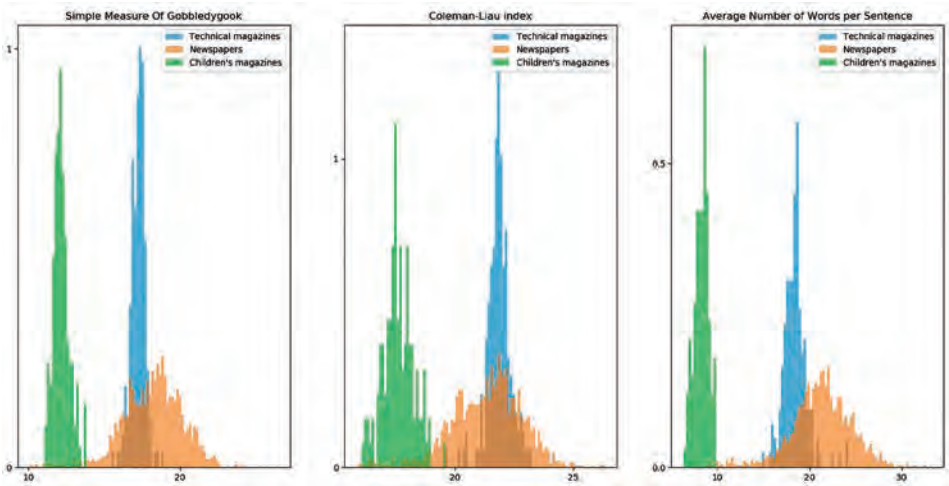 Simple Measure Of Gobbledygook
Technical magazines
Newspapers
Children's magazines
1
0
10
20
Coleman-Liau index
Technical magazines
Newspapers
Children's magazines
1
0
20
25
Average Number of Words per Sentence
Technical magazines
Newspapers
Children's magazines
0.5
0.0
10
20
30